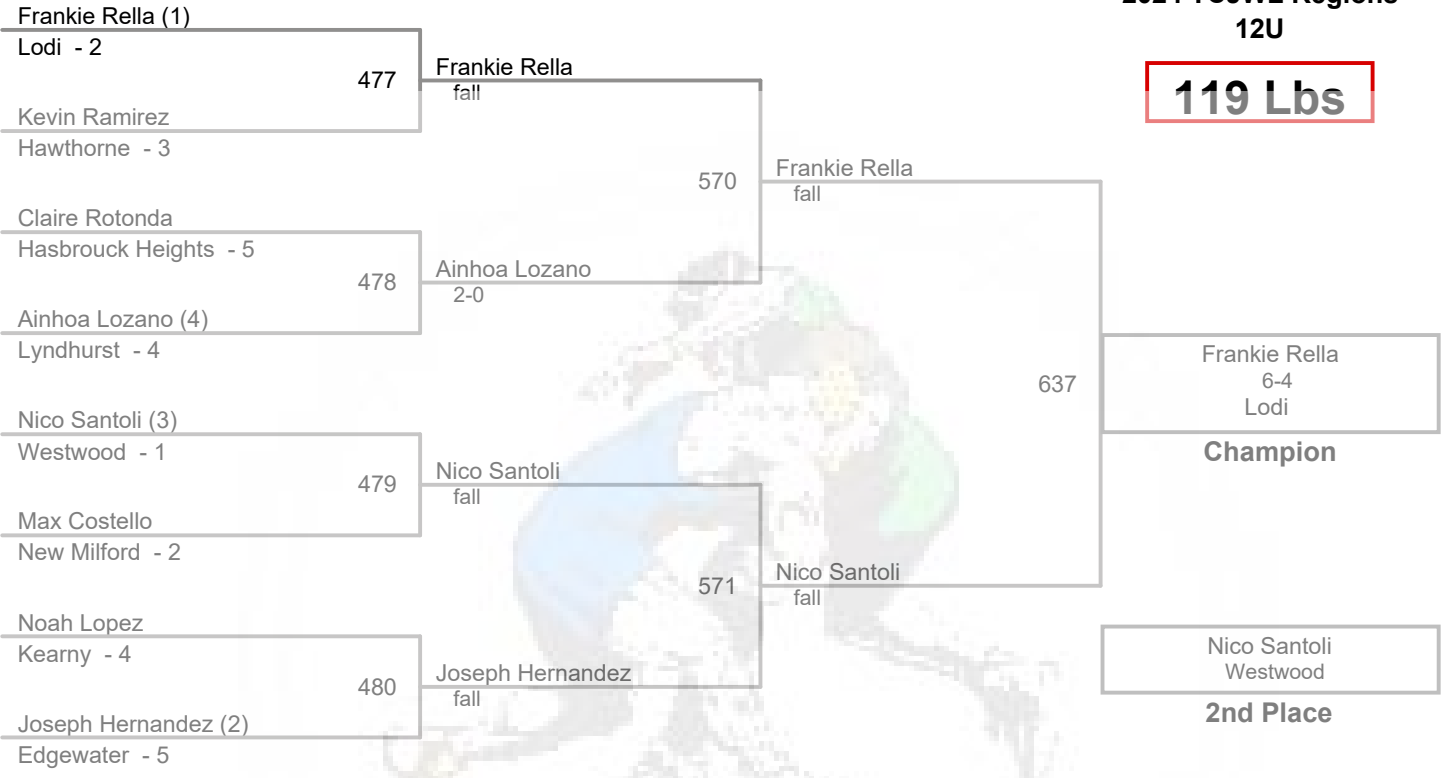 12U
119 Lbs
Frankie Rella (1)
Lodi - 2
477
Frankie Rella
fall
Kevin Ramirez
Hawthorne - 3
570
Frankie Rella
fall
Claire Rotonda
Hasbrouck Heights - 5
478
Ainhoa Lozano
2-0
Ainhoa Lozano (4)
Lyndhurst - 4
637
Frankie Rella
6-4
Lodi
Champion
Nico Santoli (3)
Westwood - 1
479
Nico Santoli
fall
Max Costello
New Milford - 2
571
Nico Santoli
fall
Noah Lopez
Kearny - 4
480
Joseph Hernandez
fall
Joseph Hernandez (2)
Edgewater - 5
Nico Santoli
Westwood
2nd Place